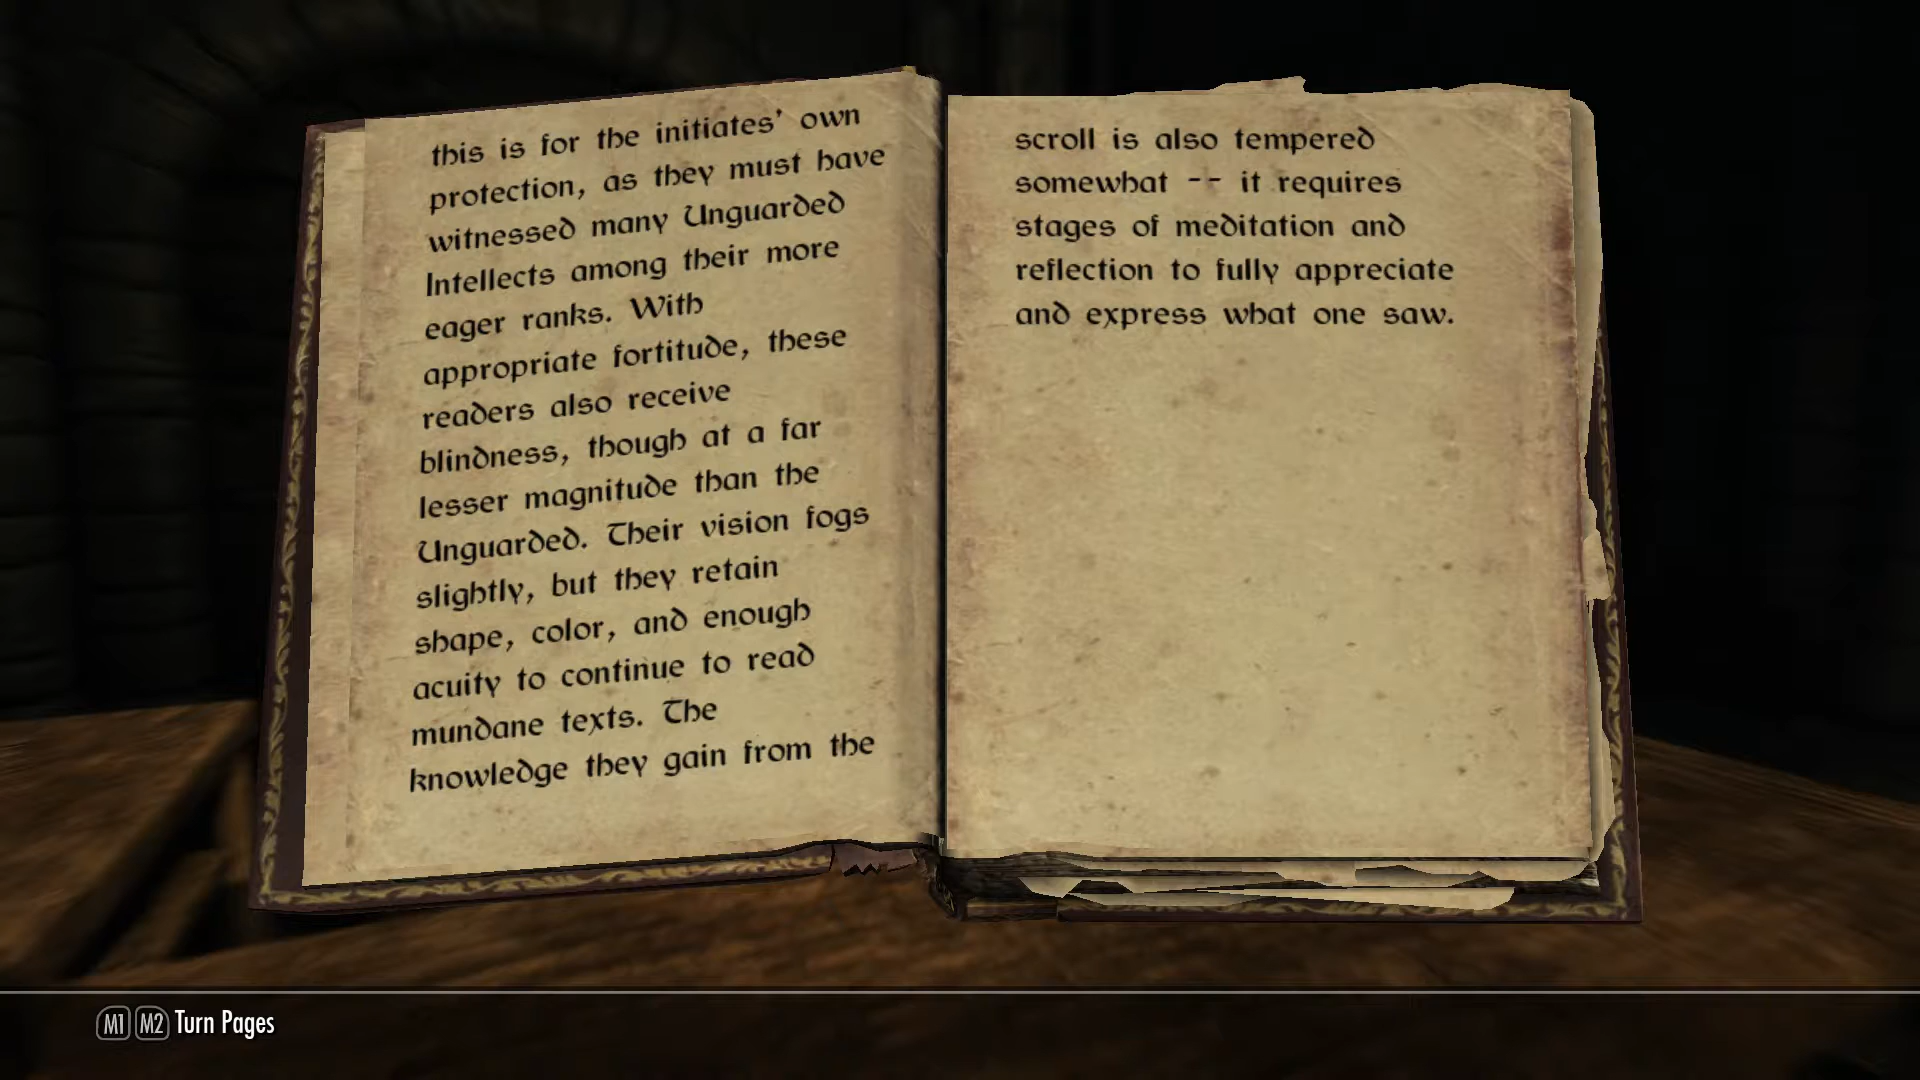 this is for the initiates' own
protection, as they must have
witnessed many Unguarded
Intellects among their more
eager ranks. With
appropriate fortitude, these
readers also receive
blindness, though at a far
lesser magnitude than the
Unguarded. Their vision fogs
slightly, but they retain
shape, color, and enough
acuity to continue to read
mundane texts. The
knowledge they gain from the
scroll is also tempered
somewhat -- it requires
stages of meditation and
reflection to fully appreciate
and express what one saw.
M1 M2 Turn Pages